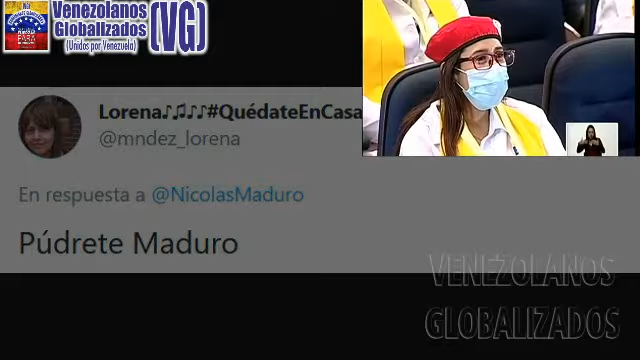 Venezolanos
Globalizados
(Unidos por Venezuela)
(VG)
Lorena♪♫♪♪#QuédateEnCasa
@mndez_lorena
En respuesta a @NicolasMaduro
Púdrete Maduro
VENEZOLANOS
GLOBALIZADOS